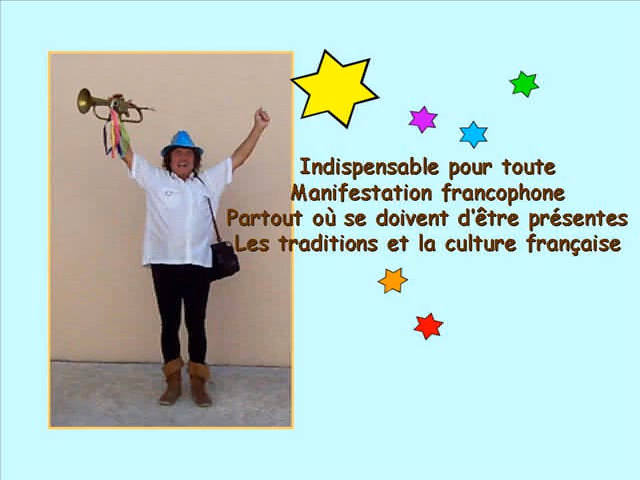 Indispensable pour toute
Manifestation francophone
Partout où se doivent d'être présentes
Les traditions et la culture française